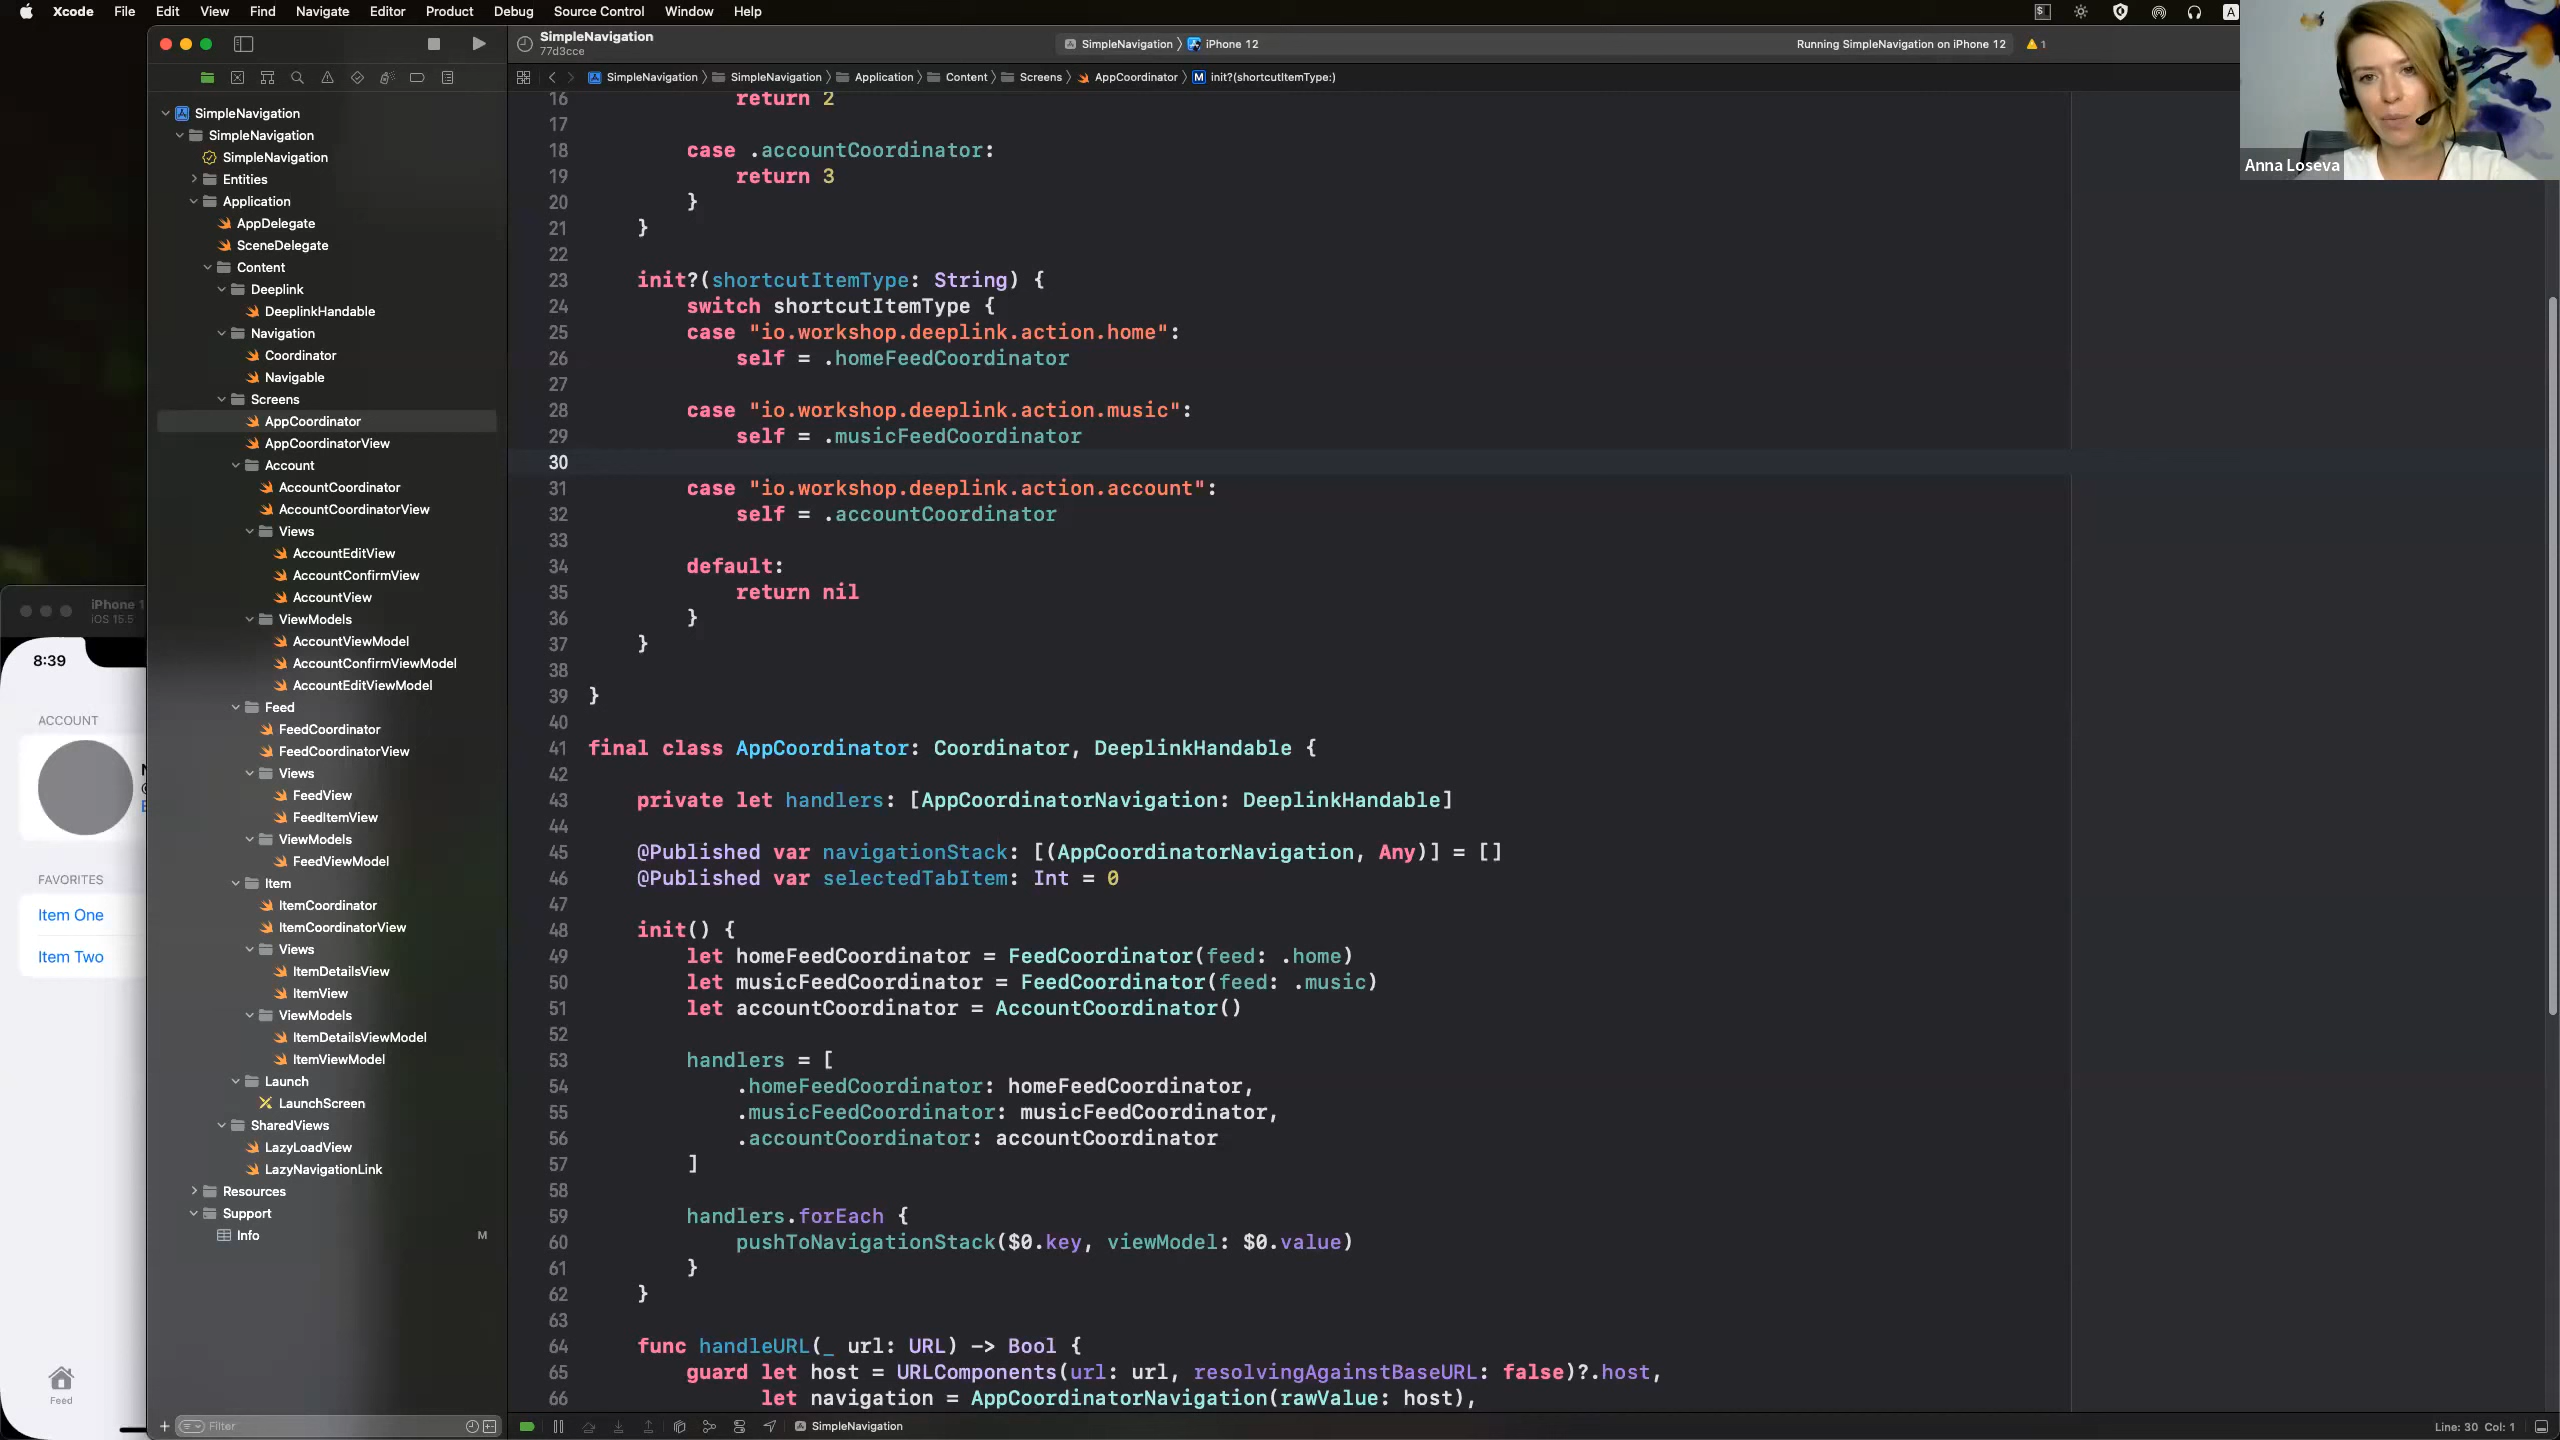 Xcode File Edit View Find Navigate Editor Product Debug Source Control Window Help
A
SimpleNavigation
77d3cce
SimpleNavigation 〉 iPhone 12
Running SimpleNavigation on iPhone 12
1
SimpleNavigation 〉 SimpleNavigation 〉 Application 〉 Content 〉 Screens 〉 AppCoordinator 〉 M init?(shortcutItemType:)
Anna Loseva
SimpleNavigation
SimpleNavigation
SimpleNavigation
Entities
Application
AppDelegate
SceneDelegate
Content
Deeplink
DeeplinkHandable
Navigation
Coordinator
Navigable
Screens
AppCoordinator
AppCoordinatorView
Account
AccountCoordinator
AccountCoordinatorView
Views
AccountEditView
AccountConfirmView
AccountView
ViewModels
AccountViewModel
AccountConfirmViewModel
AccountEditViewModel
Feed
FeedCoordinator
FeedCoordinatorView
Views
FeedView
FeedItemView
ViewModels
FeedViewModel
Item
ItemCoordinator
ItemCoordinatorView
Views
ItemDetailsView
ItemView
ViewModels
ItemDetailsViewModel
ItemViewModel
Launch
LaunchScreen
SharedViews
LazyLoadView
LazyNavigationLink
Resources
Support
Info M
Filter
iPhone 1
iOS 15.5
8:39
ACCOUNT
FAVORITES
Item One
Item Two
Feed
16 return 2
17
18 case .accountCoordinator:
19 return 3
20 }
21 }
22
23 init?(shortcutItemType: String) {
24 switch shortcutItemType {
25 case "io.workshop.deeplink.action.home":
26 self = .homeFeedCoordinator
27
28 case "io.workshop.deeplink.action.music":
29 self = .musicFeedCoordinator
30
31 case "io.workshop.deeplink.action.account":
32 self = .accountCoordinator
33
34 default:
35 return nil
36 }
37 }
38
39 }
40
41 final class AppCoordinator: Coordinator, DeeplinkHandable {
42
43 private let handlers: [AppCoordinatorNavigation: DeeplinkHandable]
44
45 @Published var navigationStack: [(AppCoordinatorNavigation, Any)] = []
46 @Published var selectedTabItem: Int = 0
47
48 init() {
49 let homeFeedCoordinator = FeedCoordinator(feed: .home)
50 let musicFeedCoordinator = FeedCoordinator(feed: .music)
51 let accountCoordinator = AccountCoordinator()
52
53 handlers = [
54 .homeFeedCoordinator: homeFeedCoordinator,
55 .musicFeedCoordinator: musicFeedCoordinator,
56 .accountCoordinator: accountCoordinator
57 ]
58
59 handlers.forEach {
60 pushToNavigationStack($0.key, viewModel: $0.value)
61 }
62 }
63
64 func handleURL(_ url: URL) -> Bool {
65 guard let host = URLComponents(url: url, resolvingAgainstBaseURL: false)?.host,
66 let navigation = AppCoordinatorNavigation(rawValue: host),
SimpleNavigation
Line: 30 Col: 1